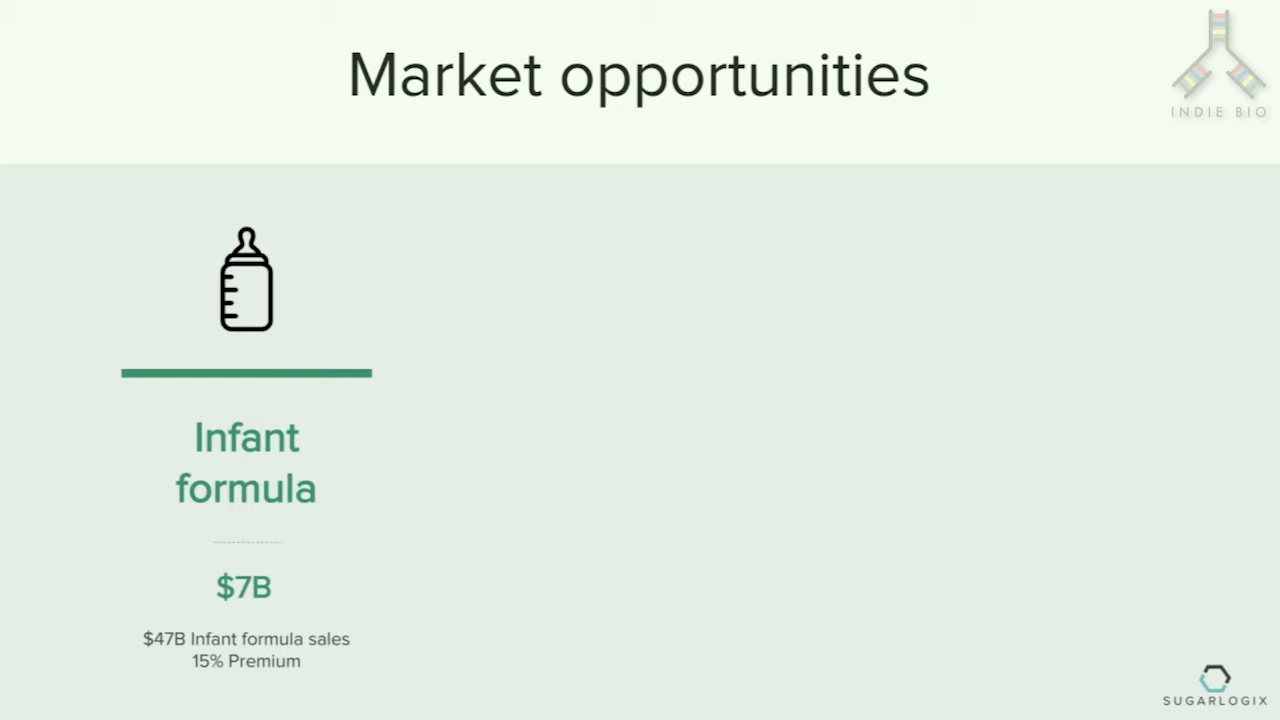 Market opportunities
INDIE BIO
Infant
formula
$7B
$47B Infant formula sales
15% Premium
SUGARLOGIX